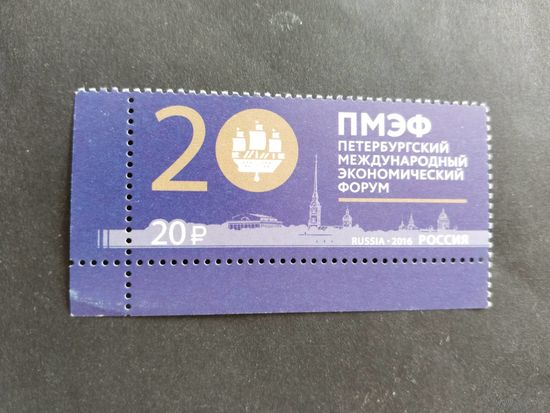 20
ПМЭФ
ПЕТЕРБУРГСКИЙ
МЕЖДУНАРОДНЫЙ
ЭКОНОМИЧЕСКИЙ
ФОРУМ
20 ₽
RUSSIA • 2016 РОССИЯ